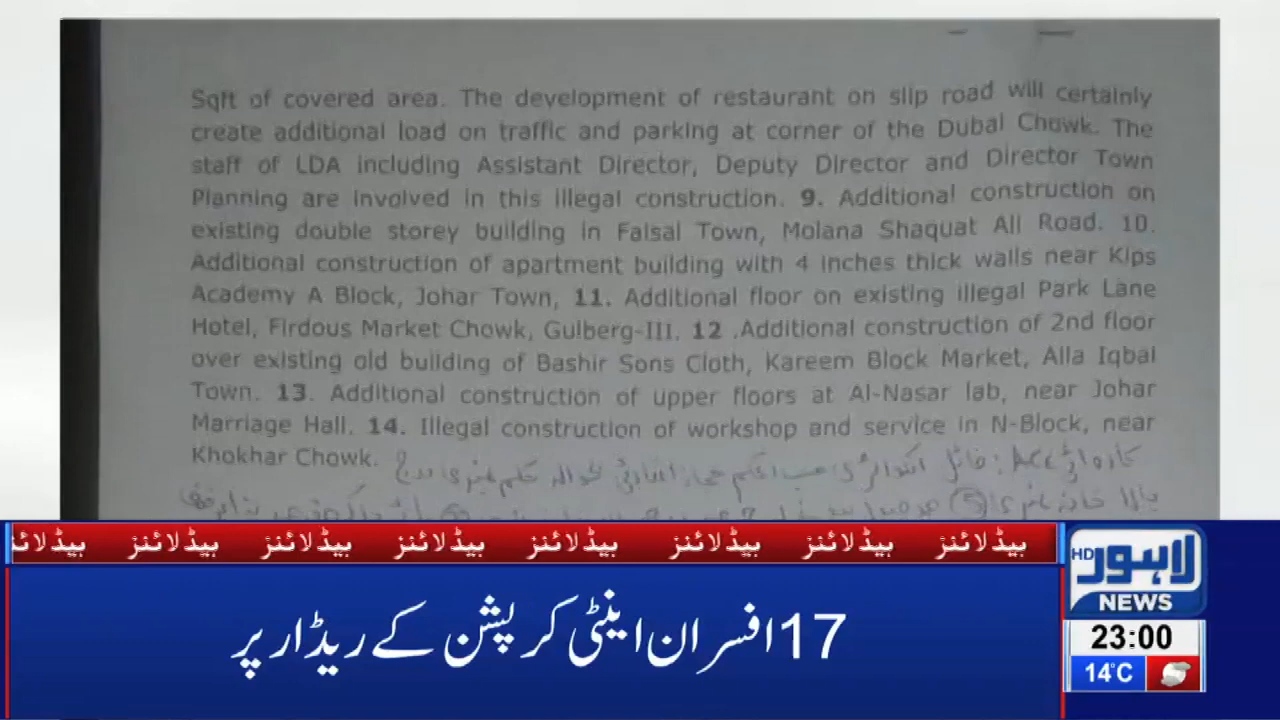 Sqft of covered area. The development of restaurant on slip road will certainly
create additional load on traffic and parking at corner of the Dubai Chowk. The
staff of LDA including Assistant Director, Deputy Director and Director Town
Planning are involved in this illegal construction. 9. Additional construction on
existing double storey building in Faisal Town, Molana Shaquat Ali Road. 10.
Additional construction of apartment building with 4 inches thick walls near Kips
Academy A Block, Johar Town, 11. Additional floor on existing illegal Park Lane
Hotel, Firdous Market Chowk, Gulberg-III. 12 .Additional construction of 2nd floor
over existing old building of Bashir Sons Cloth, Kareem Block Market, Alla Iqbal
Town. 13. Additional construction of upper floors at Al-Nasar lab, near Johar
Marriage Hall. 14. Illegal construction of workshop and service in N-Block, near
Khokhar Chowk.
ہیڈلائنز ہیڈلائنز ہیڈلائنز ہیڈلائنز ہیڈلائنز ہیڈلائنز ہیڈلائنز
17 افسران اینٹی کرپشن کے ریڈار پر
لاہور HD
NEWS
23:00
14°C